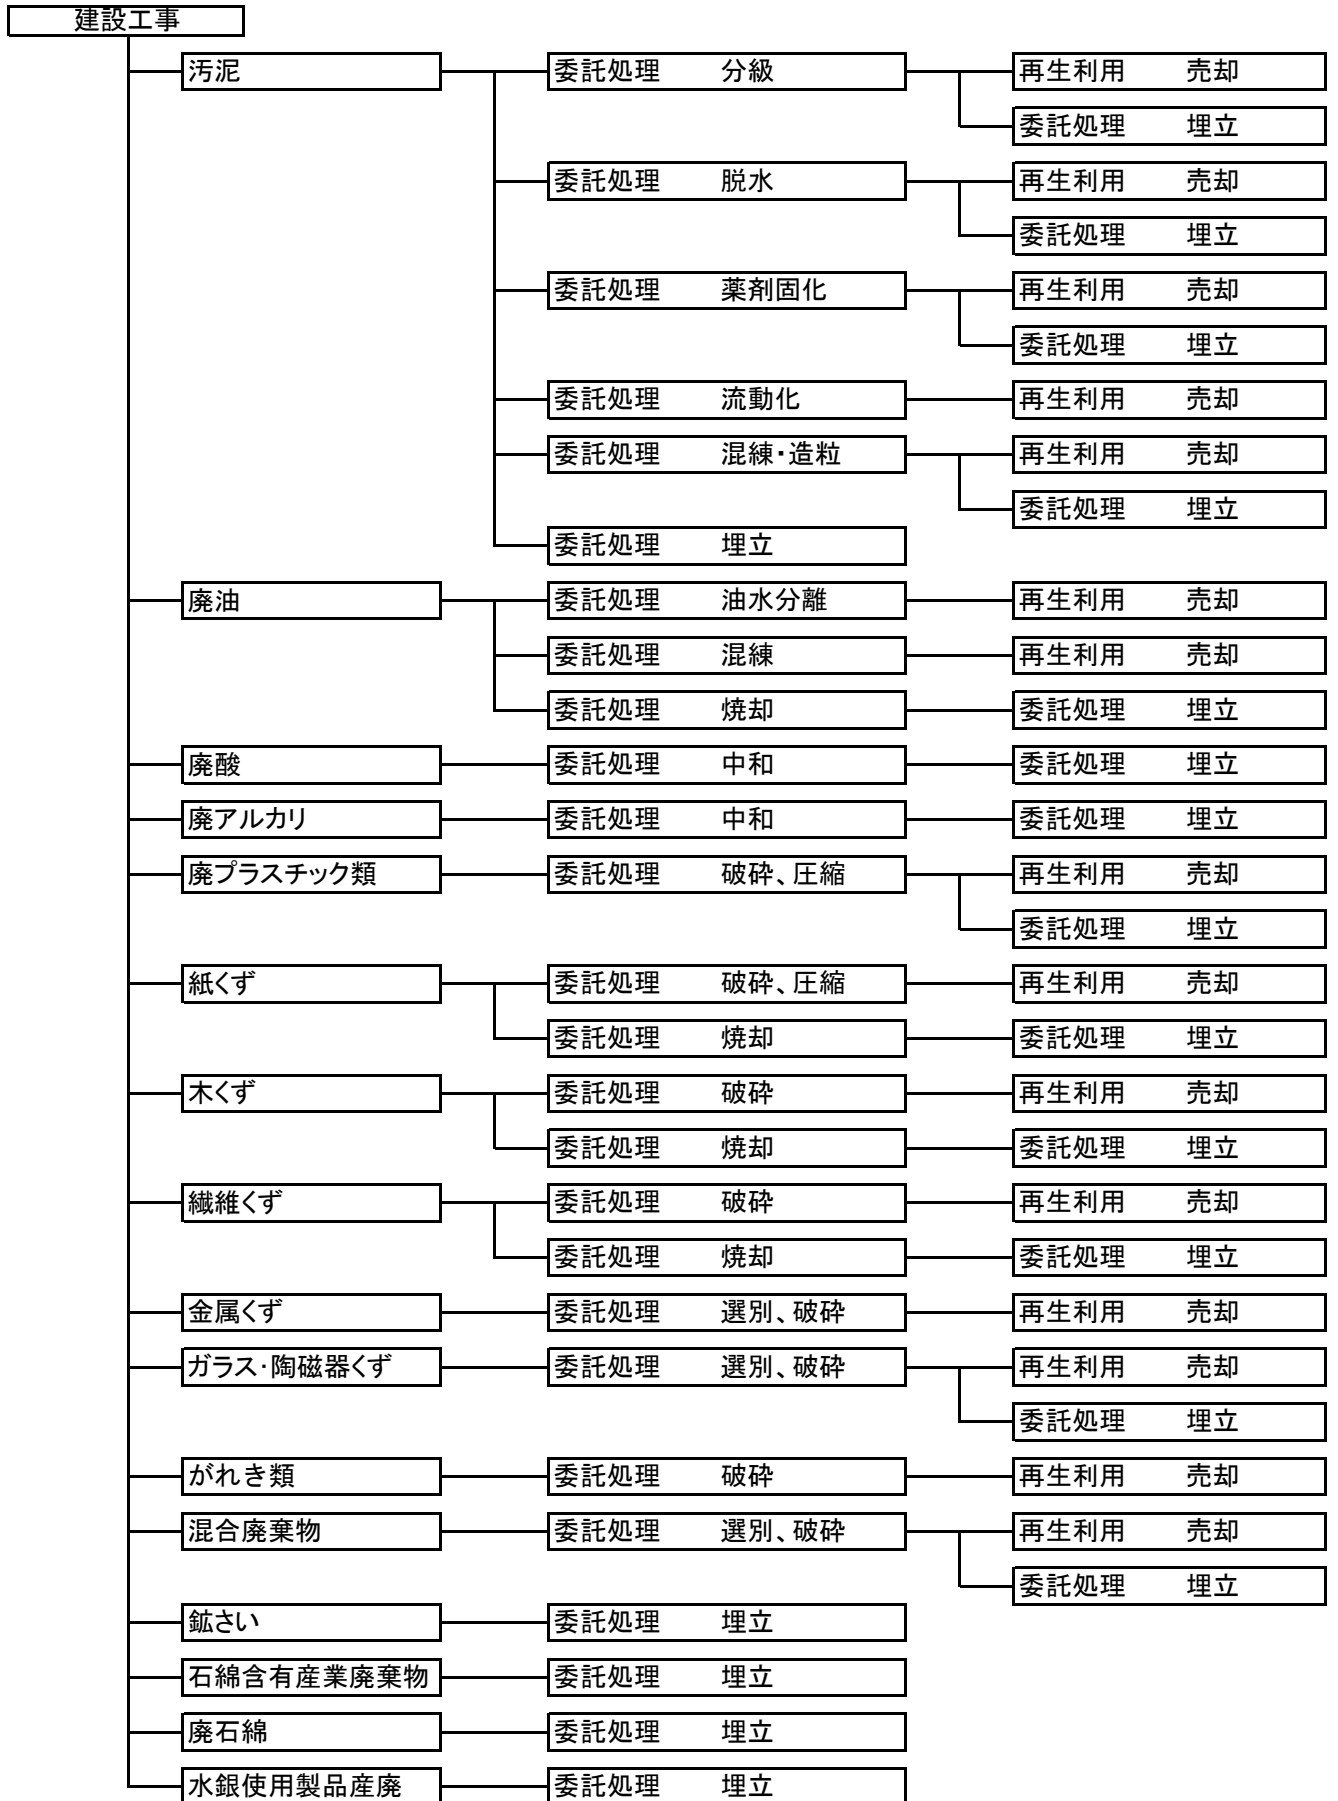 建設工事
汚泥 委託処理 分級 再生利用 売却
委託処理 埋立
委託処理 脱水 再生利用 売却
委託処理 埋立
委託処理 薬剤固化 再生利用 売却
委託処理 埋立
委託処理 流動化 再生利用 売却
委託処理 混練・造粒 再生利用 売却
委託処理 埋立
委託処理 埋立
廃油 委託処理 油水分離 再生利用 売却
委託処理 混練 再生利用 売却
委託処理 焼却 委託処理 埋立
廃酸 委託処理 中和 委託処理 埋立
廃アルカリ 委託処理 中和 委託処理 埋立
廃プラスチック類 委託処理 破砕、圧縮 再生利用 売却
委託処理 埋立
紙くず 委託処理 破砕、圧縮 再生利用 売却
委託処理 焼却 委託処理 埋立
木くず 委託処理 破砕 再生利用 売却
委託処理 焼却 委託処理 埋立
繊維くず 委託処理 破砕 再生利用 売却
委託処理 焼却 委託処理 埋立
金属くず 委託処理 選別、破砕 再生利用 売却
ガラス・陶磁器くず 委託処理 選別、破砕 再生利用 売却
委託処理 埋立
がれき類 委託処理 破砕 再生利用 売却
混合廃棄物 委託処理 選別、破砕 再生利用 売却
委託処理 埋立
鉱さい 委託処理 埋立
石綿含有産業廃棄物 委託処理 埋立
廃石綿 委託処理 埋立
水銀使用製品産廃 委託処理 埋立